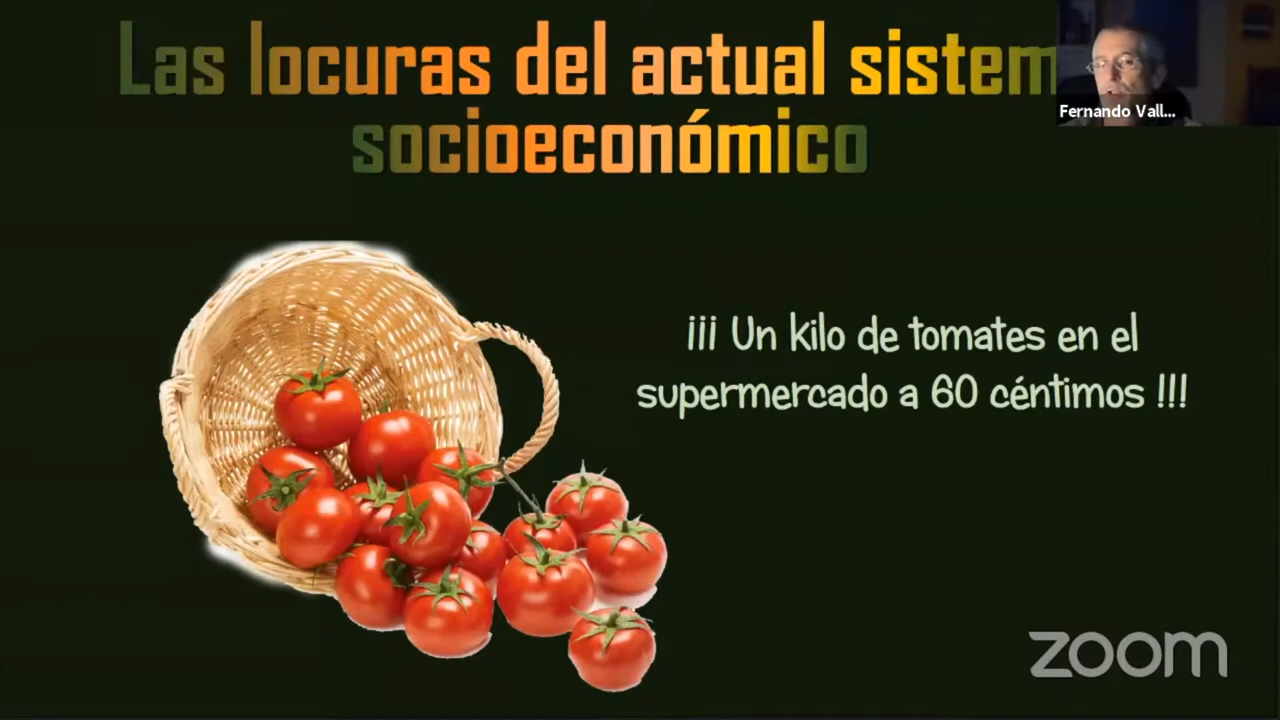 Las locuras del actual sistem
socioeconómico
Fernando Vall...
¡¡¡ Un kilo de tomates en el
supermercado a 60 céntimos !!!
zoom